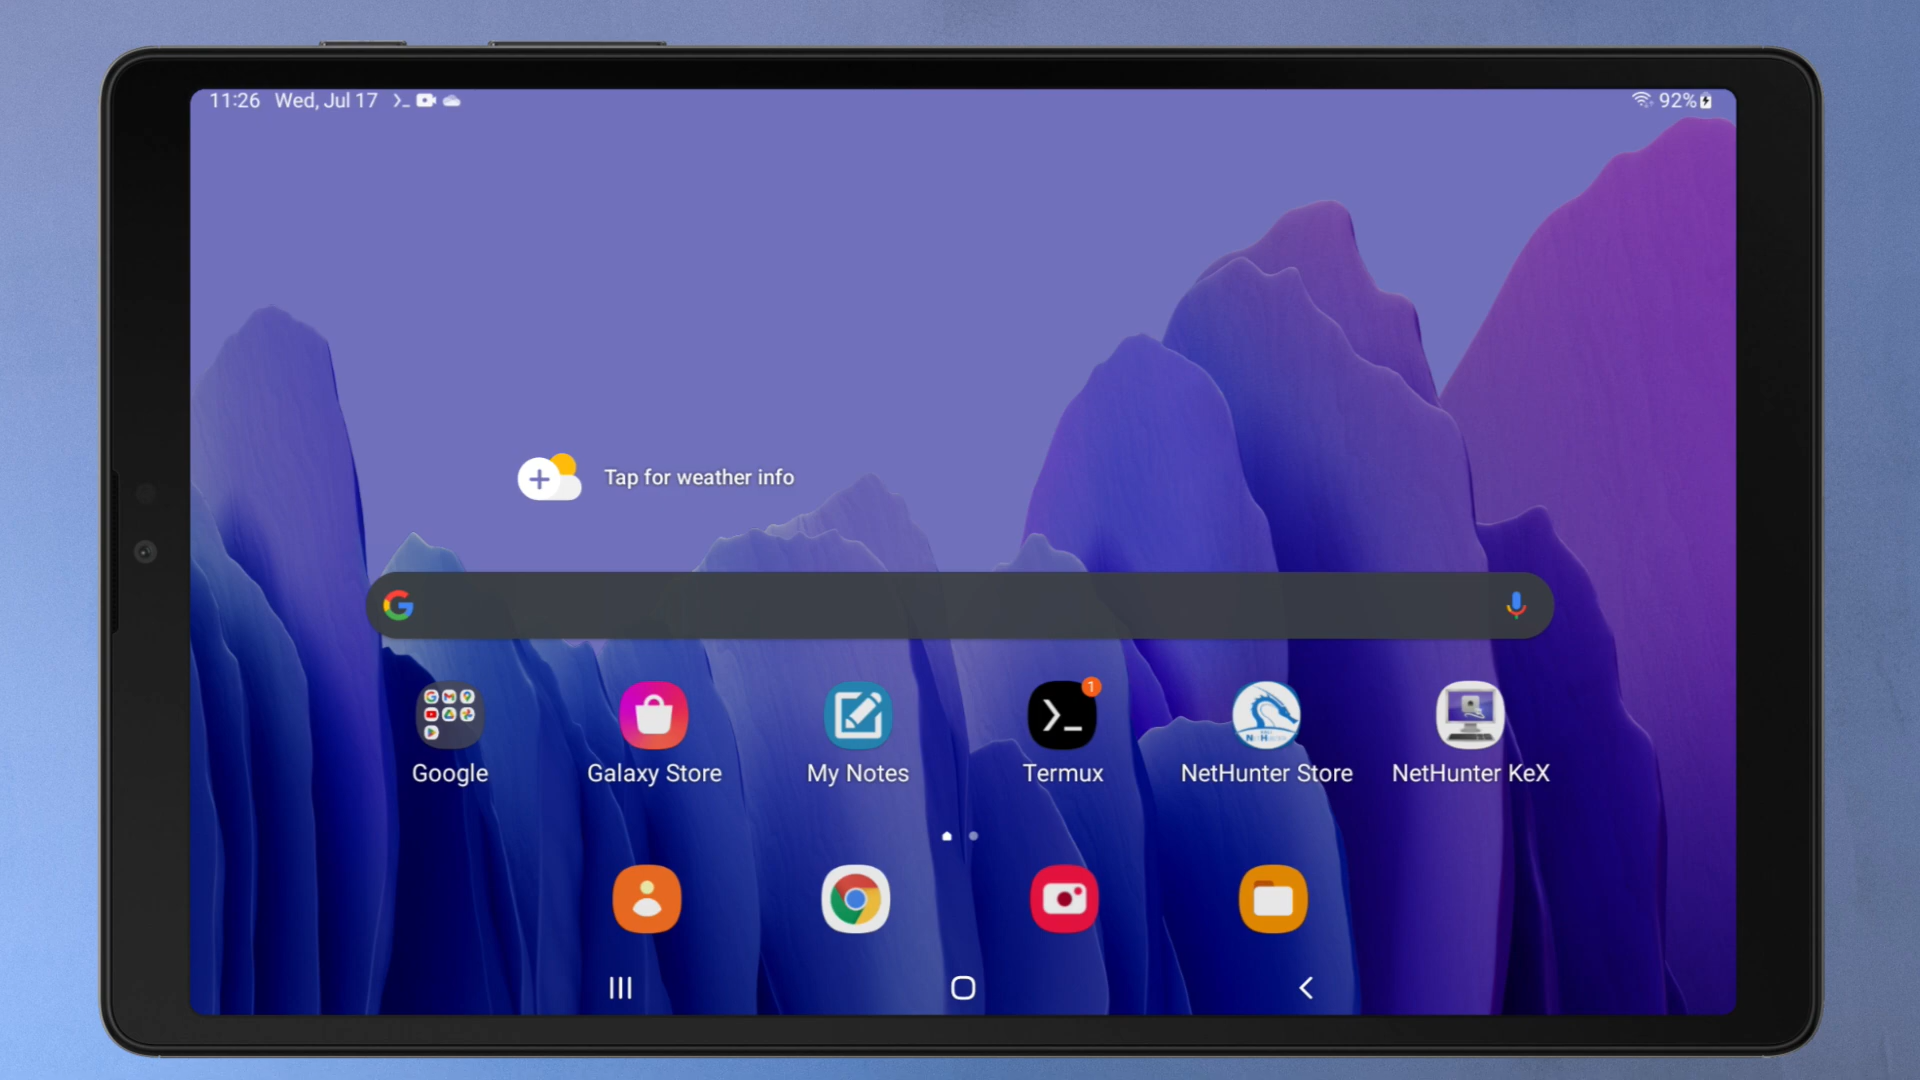 11:26 Wed, Jul 17
92%
Tap for weather info
1
Google
Galaxy Store
My Notes
Termux
NetHunter Store
NetHunter KeX